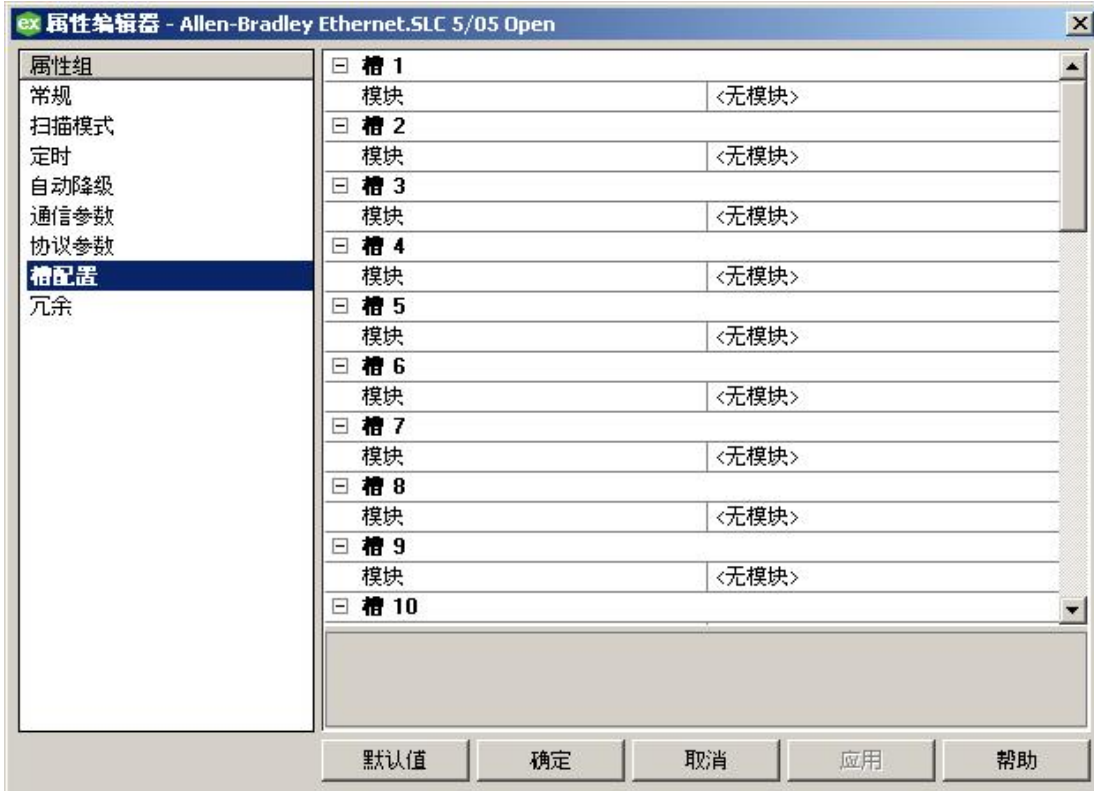 ex 属性编辑器 - Allen-Bradley Ethernet.SLC 5/05 Open
属性组
常规
扫描模式
定时
自动降级
通信参数
协议参数
槽配置
冗余
槽 1
模块 <无模块>
槽 2
模块 <无模块>
槽 3
模块 <无模块>
槽 4
模块 <无模块>
槽 5
模块 <无模块>
槽 6
模块 <无模块>
槽 7
模块 <无模块>
槽 8
模块 <无模块>
槽 9
模块 <无模块>
槽 10
默认值 确定 取消 应用 帮助